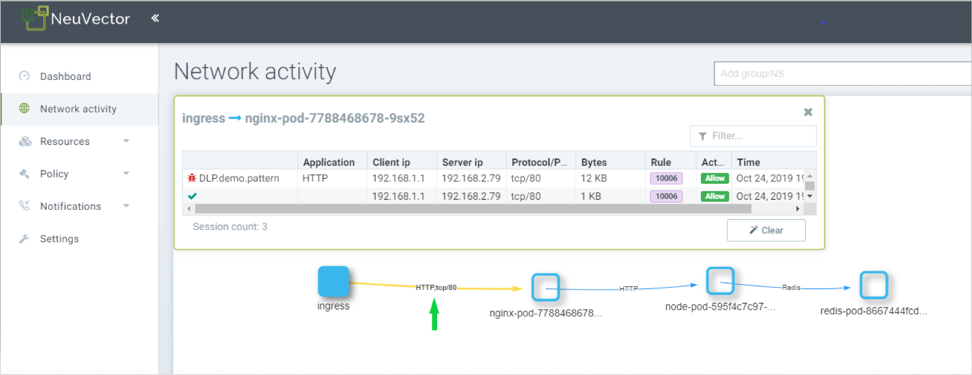 NeuVector «
Dashboard
Network activity
Resources
Policy
Notifications
Settings
Network activity
Add group/NS
ingress → nginx-pod-7788468678-9sx52
Filter...
Application Client ip Server ip Protocol/P... Bytes Rule Act... Time
DLP.demo.pattern HTTP 192.168.1.1 192.168.2.79 tcp/80 12 KB 10006 Allow Oct 24, 2019 19
192.168.1.1 192.168.2.79 tcp/80 1 KB 10006 Allow Oct 24, 2019 19
Session count: 3
Clear
HTTP,tcp/80
HTTP
Redis
ingress
nginx-pod-7788468678...
node-pod-595f4c7c97-...
redis-pod-8667444fcd...